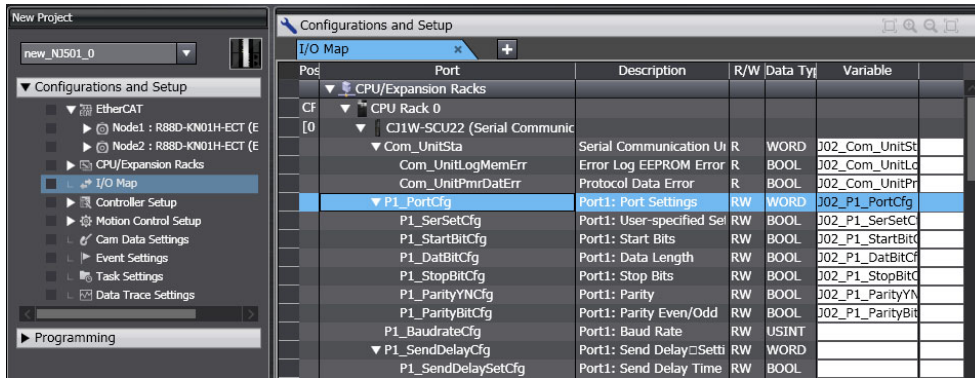 New Project
new_NJ501_0
Configurations and Setup
EtherCAT
Node1 : R88D-KN01H-ECT (E
Node2 : R88D-KN01H-ECT (E
CPU/Expansion Racks
I/O Map
Controller Setup
Motion Control Setup
Cam Data Settings
Event Settings
Task Settings
Data Trace Settings
Programming
Configurations and Setup
I/O Map
Pos Port Description R/W Data Typ Variable
CPU/Expansion Racks
CP CPU Rack 0
[0 CJ1W-SCU22 (Serial Communic
Com_UnitSta Serial Communication Un R WORD J02_Com_UnitSt
Com_UnitLogMemErr Error Log EEPROM Error R BOOL J02_Com_UnitLo
Com_UnitPmrDatErr Protocol Data Error R BOOL J02_Com_UnitPr
P1_PortCfg Port1: Port Settings RW WORD J02_P1_PortCfg
P1_SerSetCfg Port1: User-specified Set RW BOOL J02_P1_SerSetC
P1_StartBitCfg Port1: Start Bits RW BOOL J02_P1_StartBit
P1_DatBitCfg Port1: Data Length RW BOOL J02_P1_DatBitCf
P1_StopBitCfg Port1: Stop Bits RW BOOL J02_P1_StopBitC
P1_ParityYNCfg Port1: Parity RW BOOL J02_P1_ParityYN
P1_ParityBitCfg Port1: Parity Even/Odd RW BOOL J02_P1_ParityBit
P1_BaudrateCfg Port1: Baud Rate RW USINT
P1_SendDelayCfg Port1: Send Delay□Setti RW WORD
P1_SendDelaySetCfg Port1: Send Delay Time RW BOOL